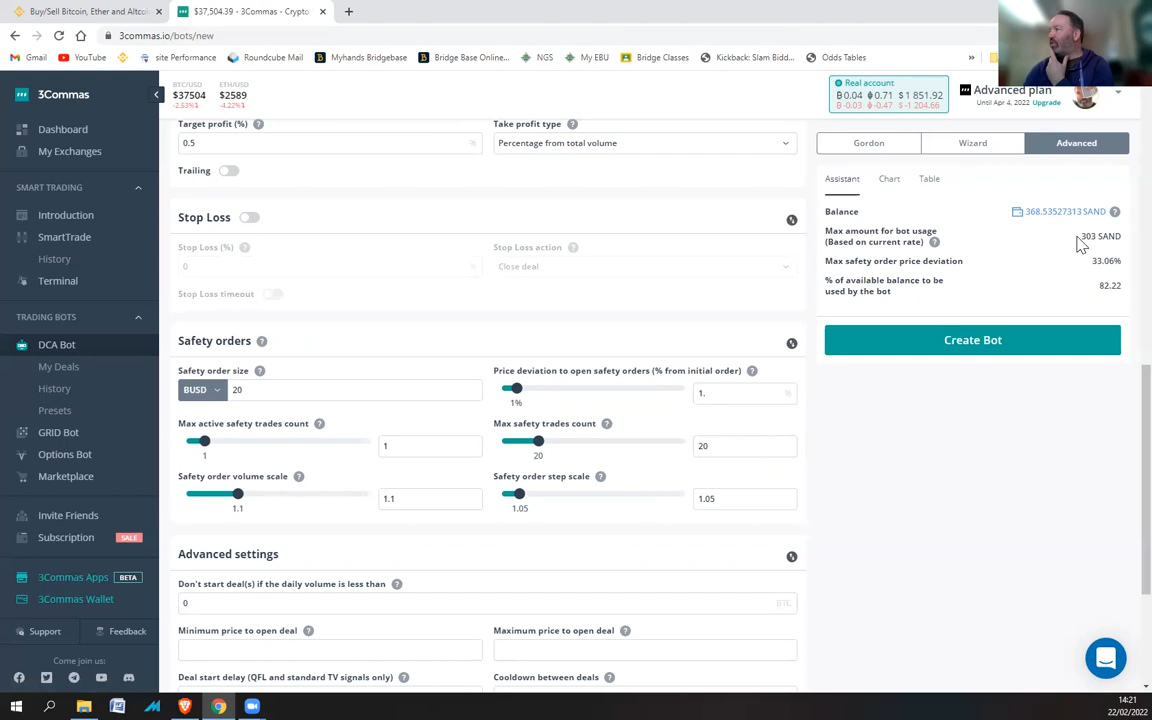 Buy/Sell Bitcoin, Ether and Altcoi
$37,504.39 - 3Commas - Crypto
3commas.io/bots/new
Gmail
YouTube
site Performance
Roundcube Mail
Myhands Bridgebase
Bridge Base Online...
NGS
My EBU
Bridge Classes
Kickback: Slam Bidd...
Odds Tables
»
3Commas
BTC/USD
$37504
-2.53%
ETH/USD
$2589
-4.22%
Real account
0.04 0.71 $ 1 851.92
-0.03 -0.47 $ -1 204.66
Advanced plan
Until Apr 4, 2022 Upgrade
Dashboard
My Exchanges
SMART TRADING
Introduction
SmartTrade
History
Terminal
TRADING BOTS
DCA Bot
My Deals
History
Presets
GRID Bot
Options Bot
Marketplace
Invite Friends
Subscription
SALE
3Commas Apps
BETA
3Commas Wallet
Support
Feedback
Come join us:
Target profit (%) ?
Take profit type ?
0.5 %
Percentage from total volume
Trailing
Stop Loss
Stop Loss (%) ?
Stop Loss action ?
0 %
Close deal
Stop Loss timeout
Safety orders ?
Safety order size ?
Price deviation to open safety orders (% from initial order) ?
BUSD 20
1%
1. %
Max active safety trades count ?
Max safety trades count ?
1
1
20
20
Safety order volume scale ?
Safety order step scale ?
1.1
1.1
1.05
1.05
Advanced settings
Don't start deal(s) if the daily volume is less than ?
0 BTC
Minimum price to open deal ?
Maximum price to open deal ?
Deal start delay (QFL and standard TV signals only) ?
Cooldown between deals ?
Gordon
Wizard
Advanced
Assistant
Chart
Table
Balance
368.53527313 SAND ?
Max amount for bot usage
(Based on current rate) ?
303 SAND
Max safety order price deviation
33.06%
% of available balance to be
used by the bot
82.22
Create Bot
14:21
22/02/2022